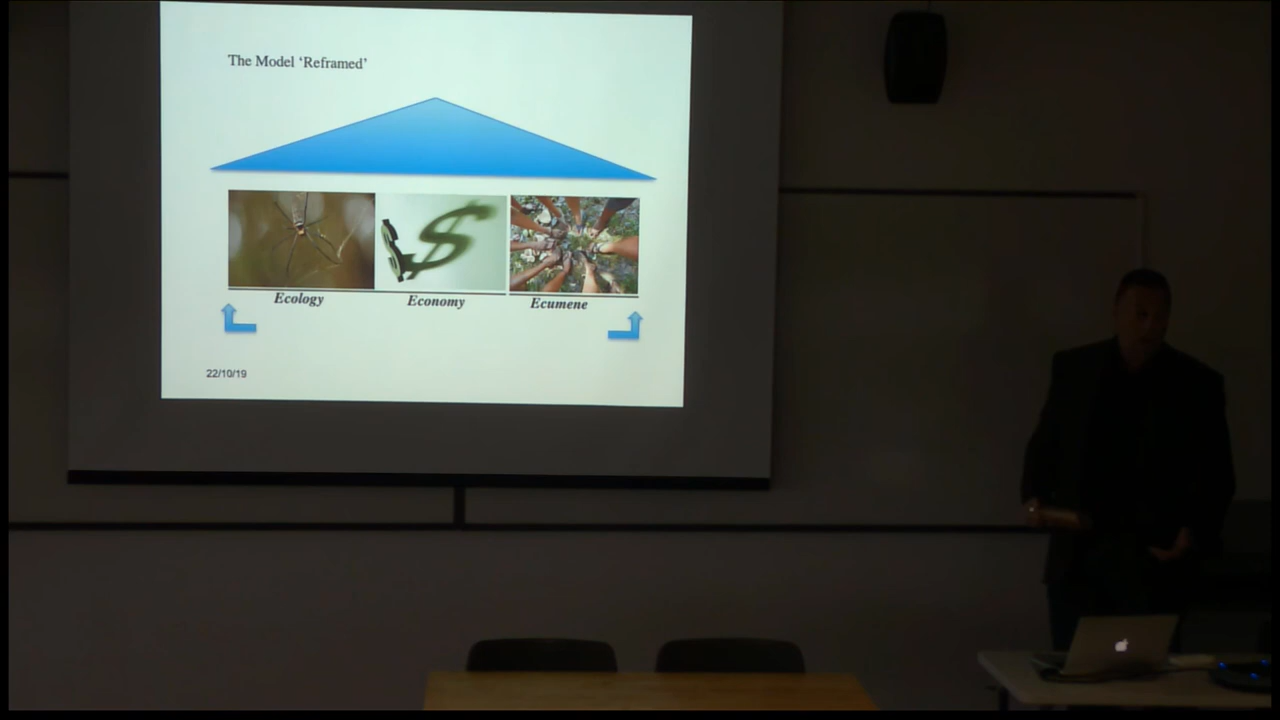 The Model ‘Reframed’
Ecology
Economy
Ecumene
22/10/19